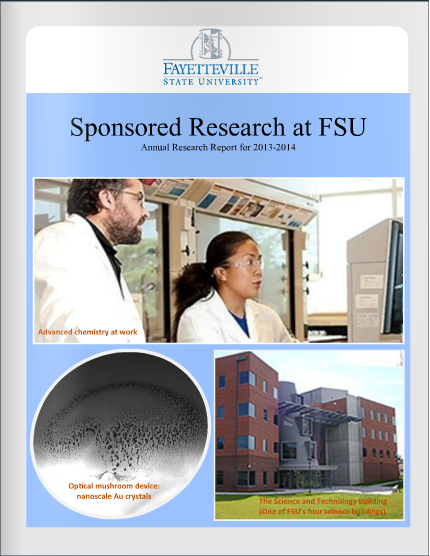 FAYETTEVILLE
STATE UNIVERSITY™
Sponsored Research at FSU
Annual Research Report for 2013-2014
Advanced chemistry at work
Optical mushroom device:
nanoscale Au crystals
The Science and Technology Building
(One of FSU's four science buildings).